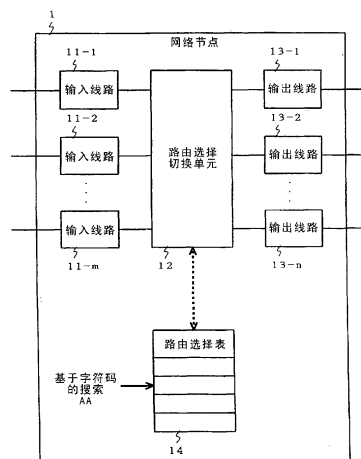 1
网络节点
11-1
13-1
输入线路
输出线路
11-2
13-2
输入线路
路由选择
切换单元
输出线路
输入线路
输出线路
11-m
12
13-n
路由选择表
基于字符码
的搜索
AA
14